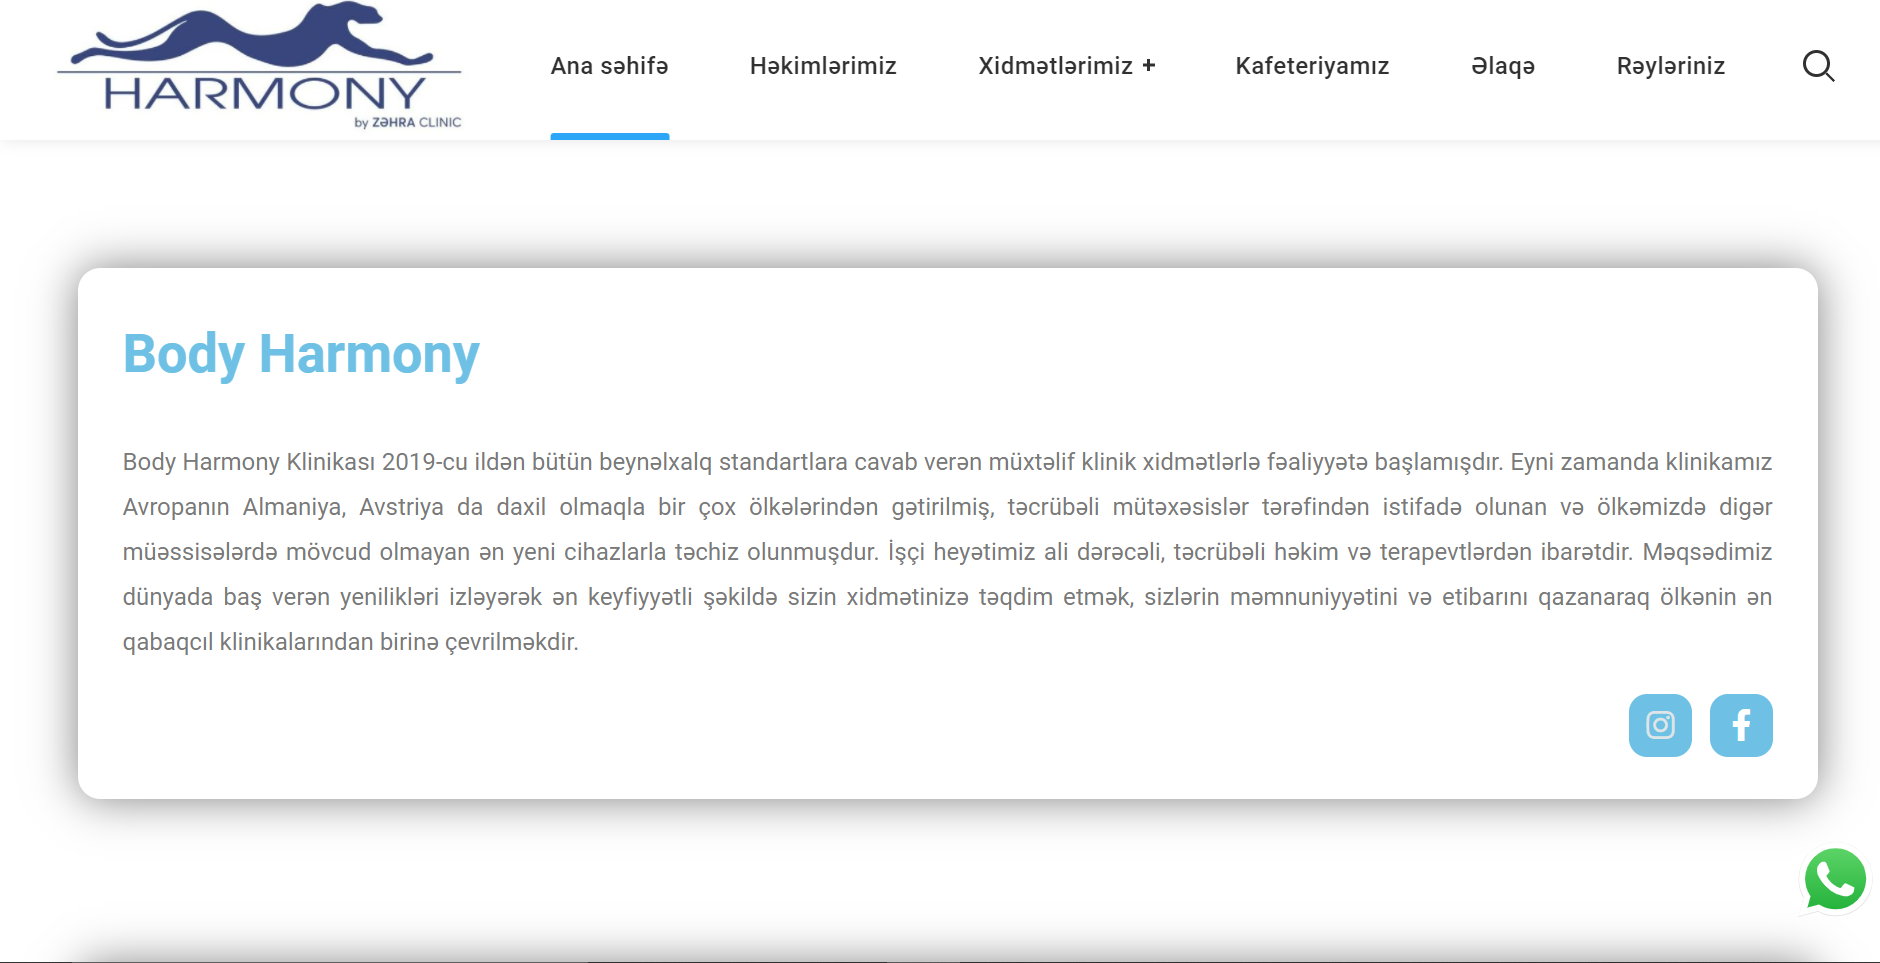 HARMONY
by ZƏHRA CLINIC
Ana səhifə
Həkimlərimiz
Xidmətlərimiz +
Kafeteriyamız
Əlaqə
Rəyləriniz
Body Harmony
Body Harmony Klinikası 2019-cu ildən bütün beynəlxalq standartlara cavab verən müxtəlif klinik xidmətlərlə fəaliyyətə başlamışdır. Eyni zamanda klinikamız
Avropanın Almaniya, Avstriya da daxil olmaqla bir çox ölkələrindən gətirilmiş, təcrübəli mütəxəsislər tərəfindən istifadə olunan və ölkəmizdə digər
müəssisələrdə mövcud olmayan ən yeni cihazlarla təchiz olunmuşdur. İşçi heyətimiz ali dərəcəli, təcrübəli həkim və terapevtlərdən ibarətdir. Məqsədimiz
dünyada baş verən yenilikləri izləyərək ən keyfiyyətli şəkildə sizin xidmətinizə təqdim etmək, sizlərin məmnuniyyətini və etibarını qazanaraq ölkənin ən
qabaqcıl klinikalarından birinə çevrilməkdir.